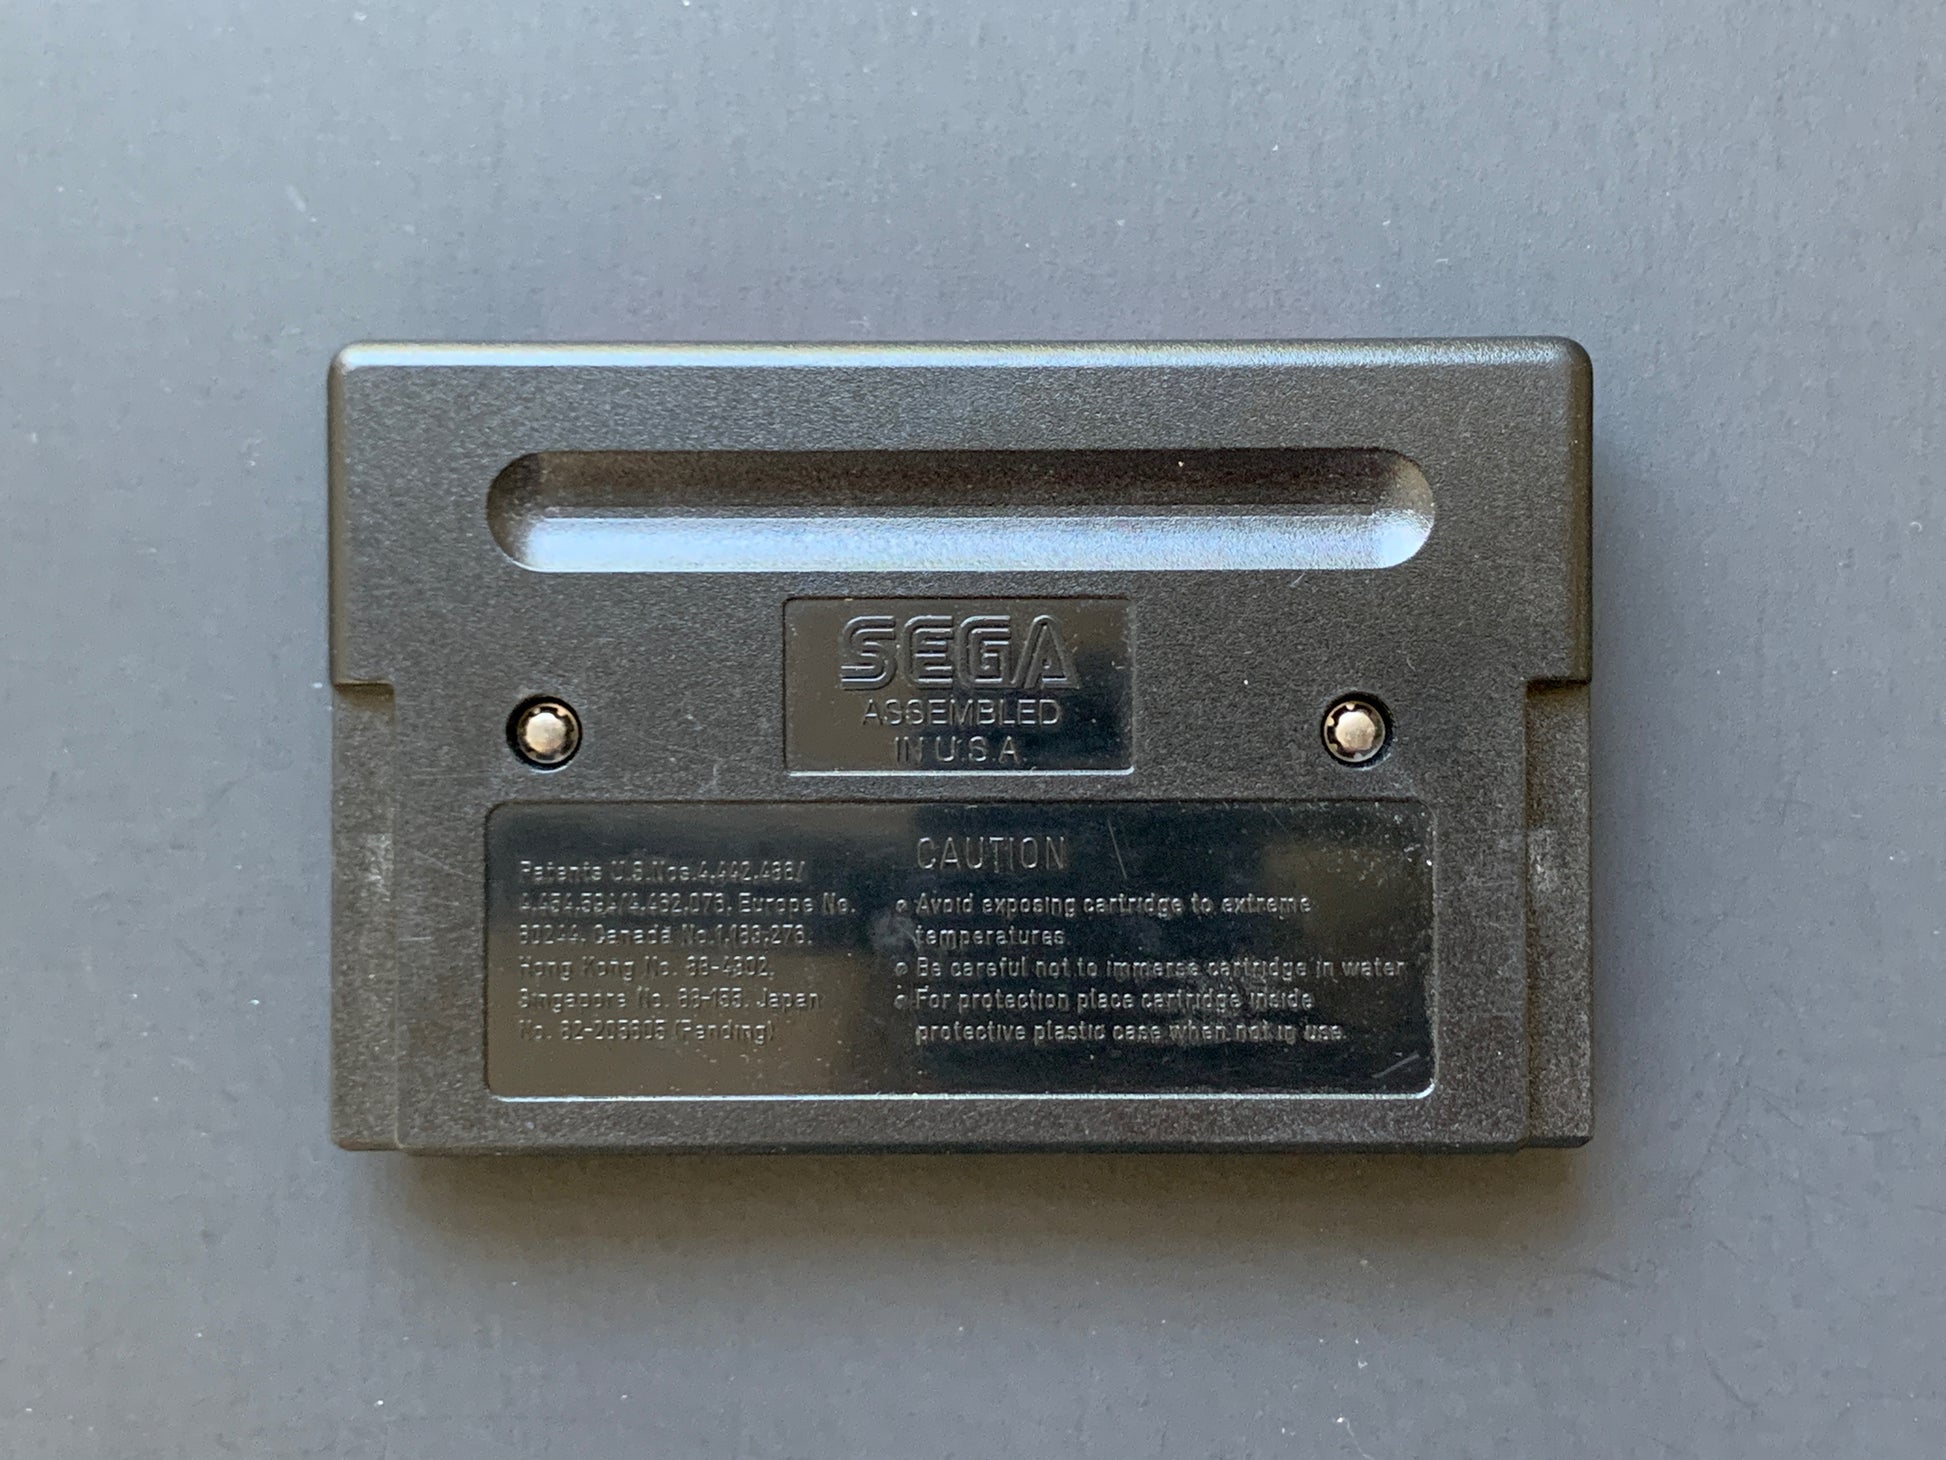 SEGA
ASSEMBLED
IN U.S.A.
Patents U.S.Nos.4,442,486/
4,454,594/4,462,076, Europe No.
80244, Canada No.1,183,276,
Hong Kong No. 88-4302,
Singapore No. 88-155, Japan
No. 82-205605 (Pending)
CAUTION
• Avoid exposing cartridge to extreme
temperatures.
• Be careful not to immerse cartridge in water
• For protection place cartridge inside
protective plastic case when not in use.